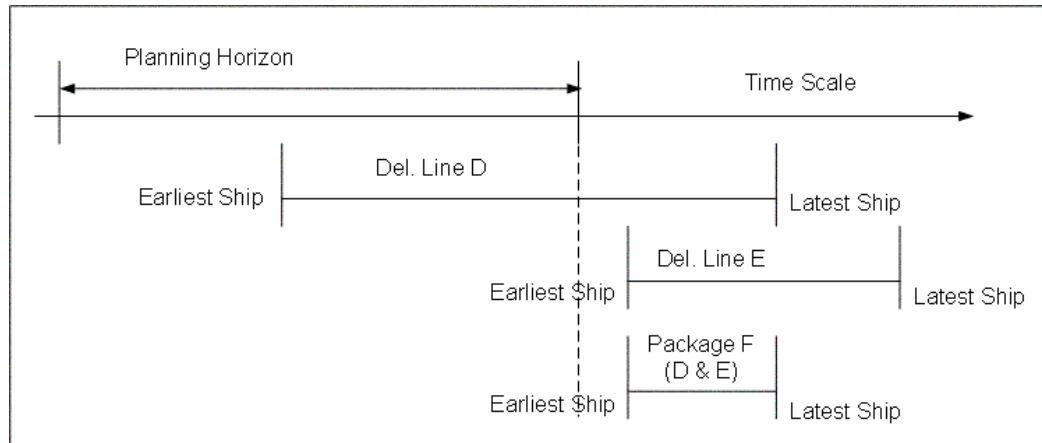 Planning Horizon
Time Scale
Del. Line D
Earliest Ship
Latest Ship
Del. Line E
Earliest Ship
Latest Ship
Package F
(D & E)
Earliest Ship
Latest Ship